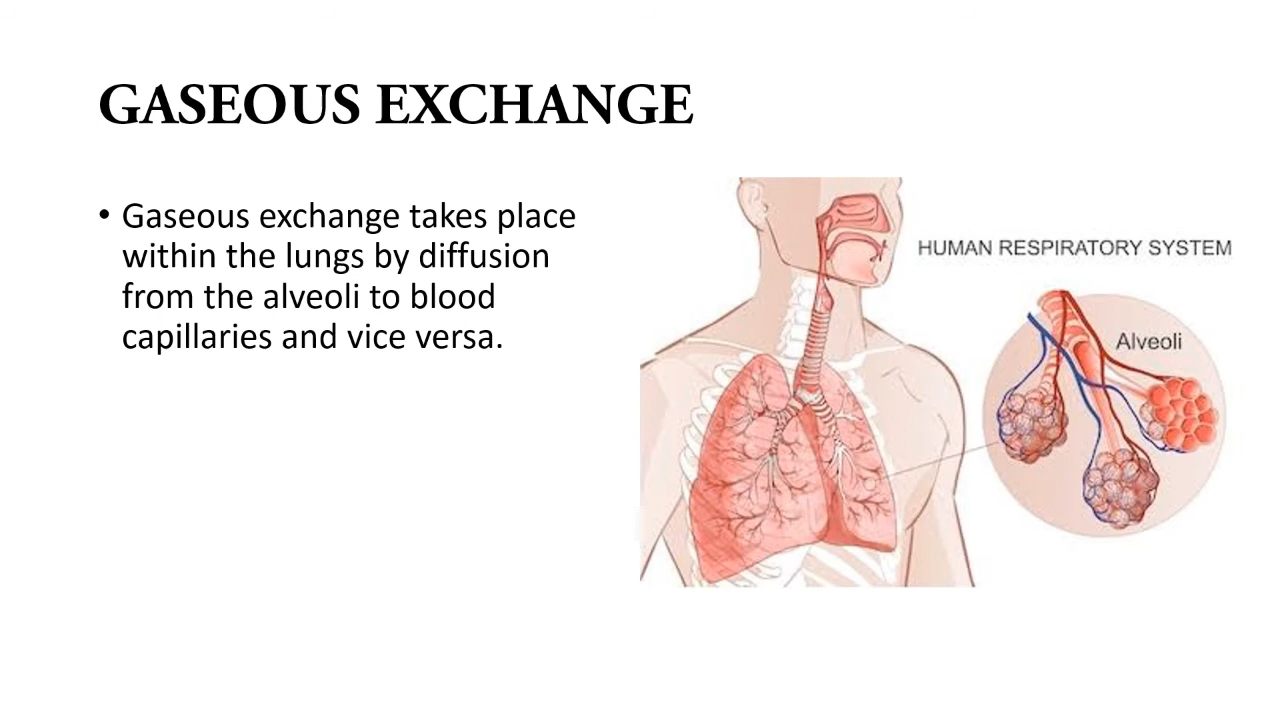 GASEOUS EXCHANGE
• Gaseous exchange takes place
within the lungs by diffusion
from the alveoli to blood
capillaries and vice versa.
HUMAN RESPIRATORY SYSTEM
Alveoli